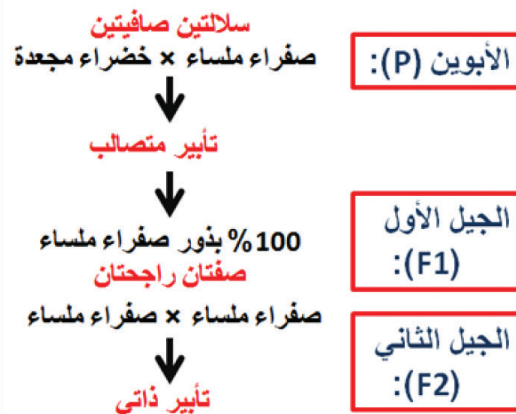 سلالتين صافيتين
الأبوين (P):
صفراء ملساء × خضراء مجعدة
تأبير متصالب
الجيل الأول
(F1):
100% بذور صفراء ملساء
صفتان راجحتان
الجيل الثاني
(F2):
صفراء ملساء × صفراء ملساء
تأبير ذاتي